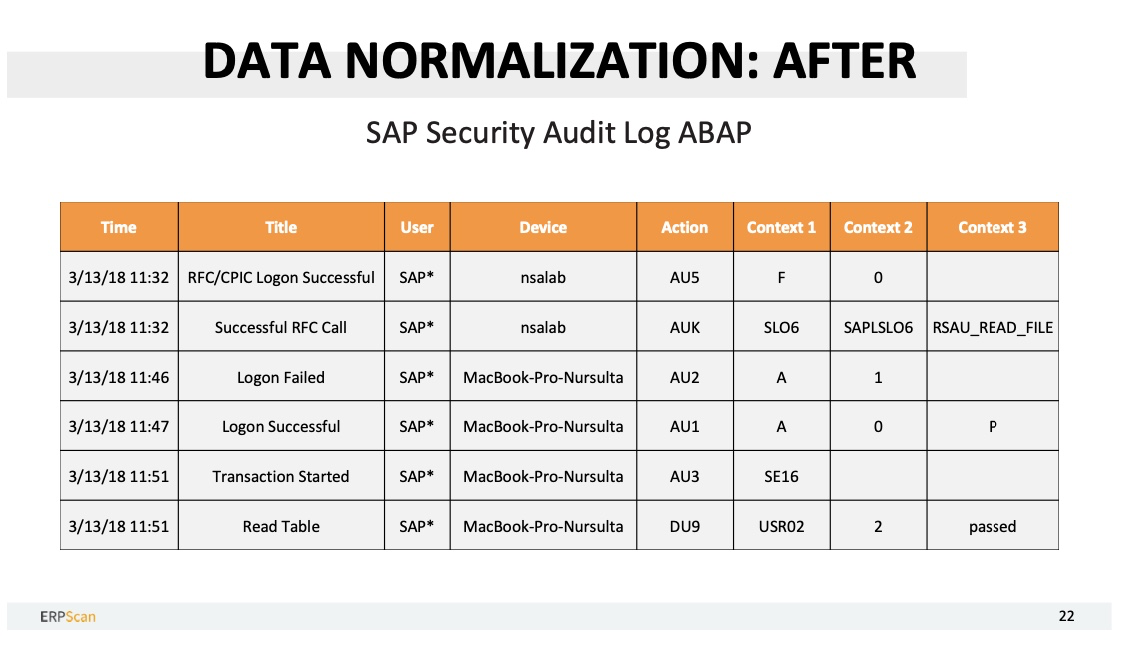 DATA NORMALIZATION: AFTER
SAP Security Audit Log ABAP
Time Title User Device Action Context 1 Context 2 Context 3
3/13/18 11:32 RFC/CPIC Logon Successful SAP* nsalab AU5 F 0
3/13/18 11:32 Successful RFC Call SAP* nsalab AUK SLO6 SAPLSLO6 RSAU_READ_FILE
3/13/18 11:46 Logon Failed SAP* MacBook-Pro-Nursulta AU2 A 1
3/13/18 11:47 Logon Successful SAP* MacBook-Pro-Nursulta AU1 A 0 P
3/13/18 11:51 Transaction Started SAP* MacBook-Pro-Nursulta AU3 SE16
3/13/18 11:51 Read Table SAP* MacBook-Pro-Nursulta DU9 USR02 2 passed
ERPScan 22